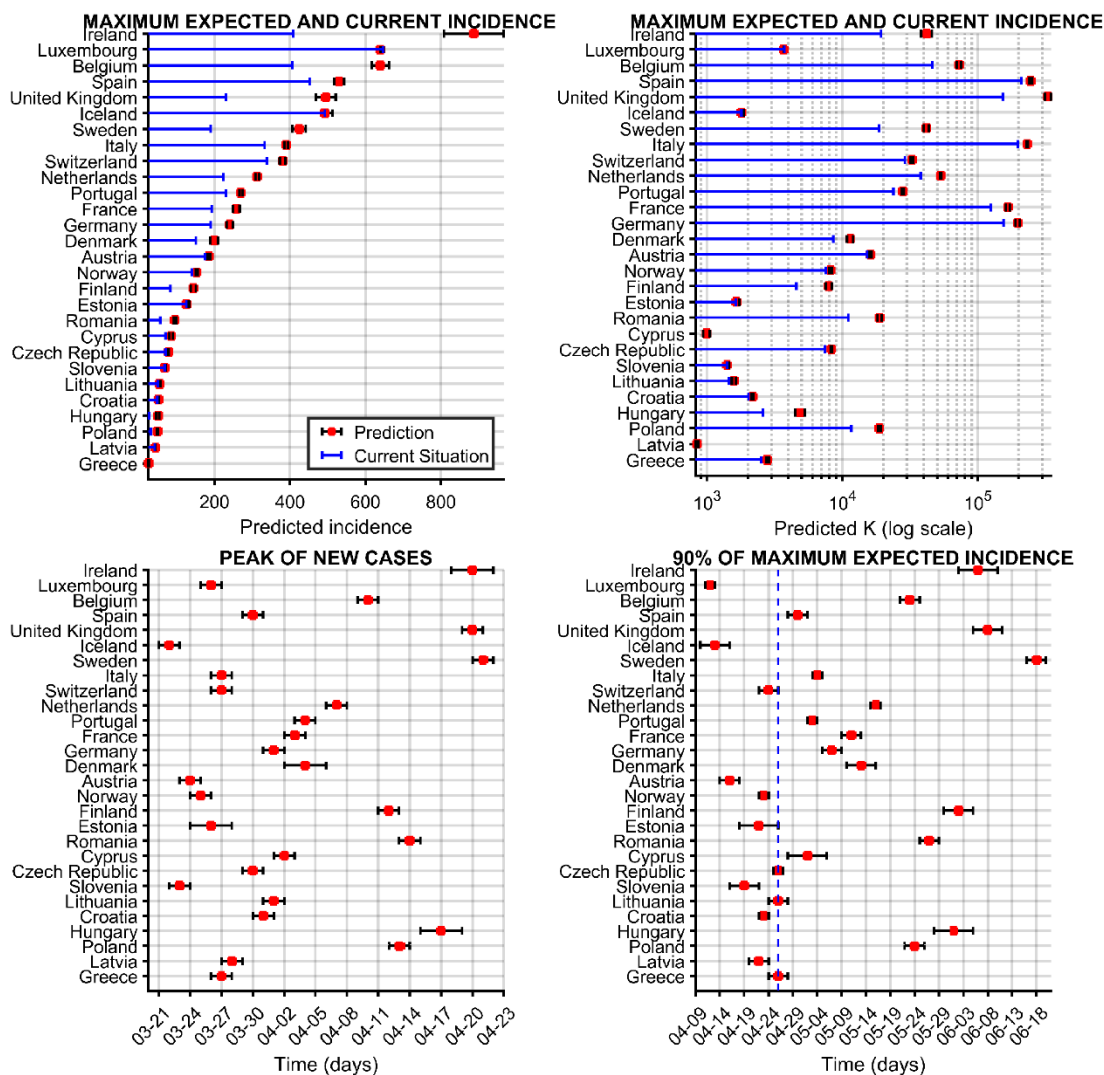 MAXIMUM EXPECTED AND CURRENT INCIDENCE
Ireland
Luxembourg
Belgium
Spain
United Kingdom
Iceland
Sweden
Italy
Switzerland
Netherlands
Portugal
France
Germany
Denmark
Austria
Norway
Finland
Estonia
Romania
Cyprus
Czech Republic
Slovenia
Lithuania
Croatia
Hungary
Poland
Latvia
Greece
Prediction
Current Situation
200 400 600 800
Predicted incidence
MAXIMUM EXPECTED AND CURRENT INCIDENCE
Ireland
Luxembourg
Belgium
Spain
United Kingdom
Iceland
Sweden
Italy
Switzerland
Netherlands
Portugal
France
Germany
Denmark
Austria
Norway
Finland
Estonia
Romania
Cyprus
Czech Republic
Slovenia
Lithuania
Croatia
Hungary
Poland
Latvia
Greece
10³ 10⁴ 10⁵
Predicted K (log scale)
PEAK OF NEW CASES
Ireland
Luxembourg
Belgium
Spain
United Kingdom
Iceland
Sweden
Italy
Switzerland
Netherlands
Portugal
France
Germany
Denmark
Austria
Norway
Finland
Estonia
Romania
Cyprus
Czech Republic
Slovenia
Lithuania
Croatia
Hungary
Poland
Latvia
Greece
03-21 03-24 03-27 03-30 04-02 04-05 04-08 04-11 04-14 04-17 04-20 04-23
Time (days)
90% OF MAXIMUM EXPECTED INCIDENCE
Ireland
Luxembourg
Belgium
Spain
United Kingdom
Iceland
Sweden
Italy
Switzerland
Netherlands
Portugal
France
Germany
Denmark
Austria
Norway
Finland
Estonia
Romania
Cyprus
Czech Republic
Slovenia
Lithuania
Croatia
Hungary
Poland
Latvia
Greece
04-09 04-14 04-19 04-24 04-29 05-04 05-09 05-14 05-19 05-24 05-29 06-03 06-08 06-13 06-18
Time (days)